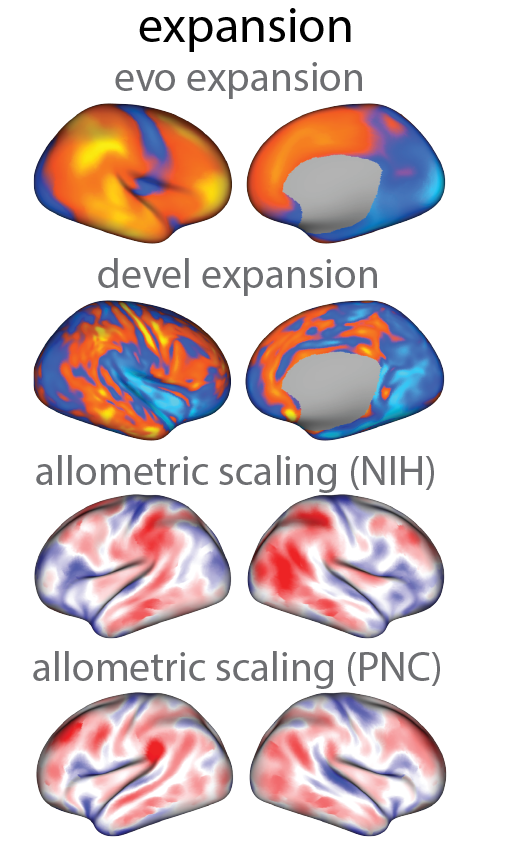 expansion
evo expansion
devel expansion
allometric scaling (NIH)
allometric scaling (PNC)